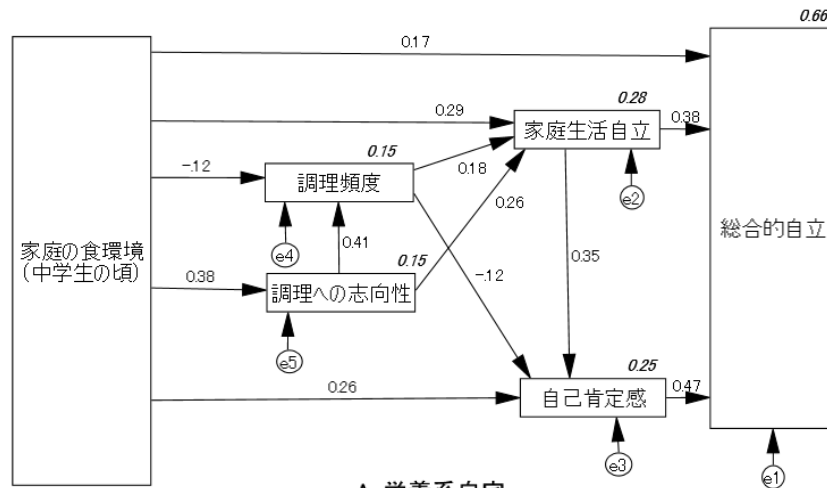 0.66
0.17
0.28
0.29
家庭生活自立
0.38
0.15
-.12
0.18
調理頻度
e2
0.26
総合的自立
家庭の食環境
(中学生の頃)
e4
0.41
0.15
0.35
0.38
調理への志向性
-.12
e5
0.25
0.26
自己肯定感
0.47
e3
e1